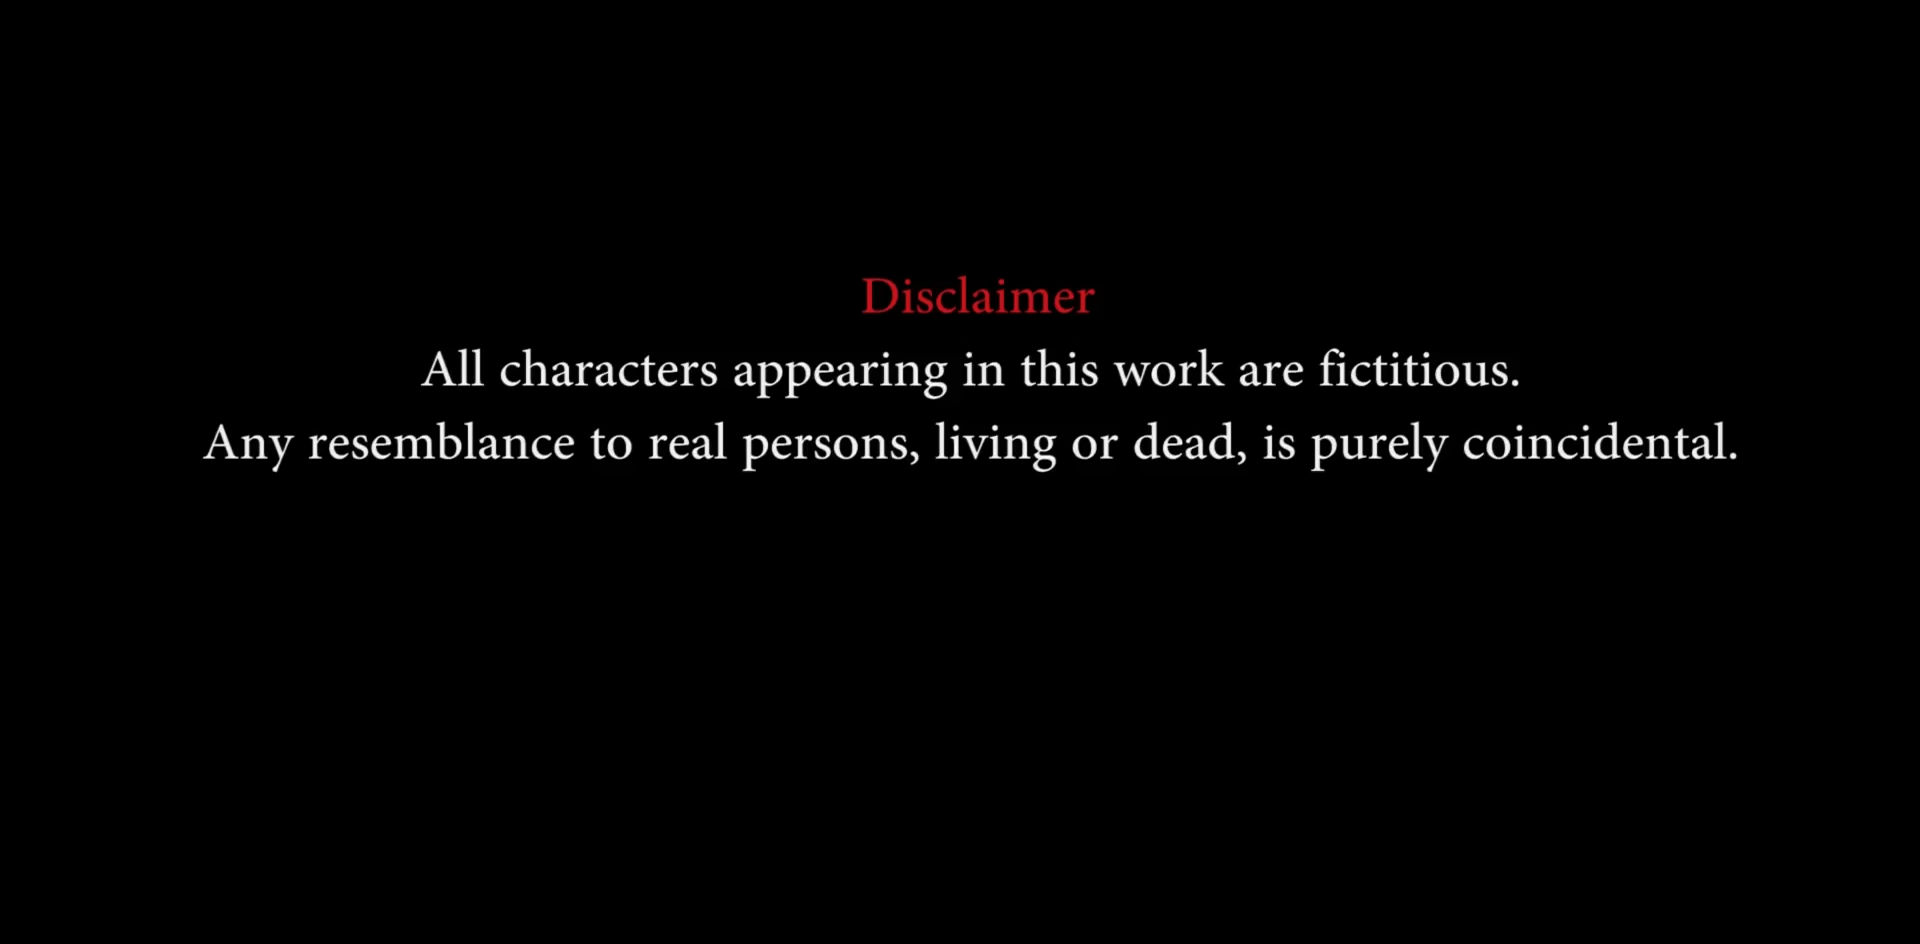 Disclaimer
All characters appearing in this work are fictitious.
Any resemblance to real persons, living or dead, is purely coincidental.